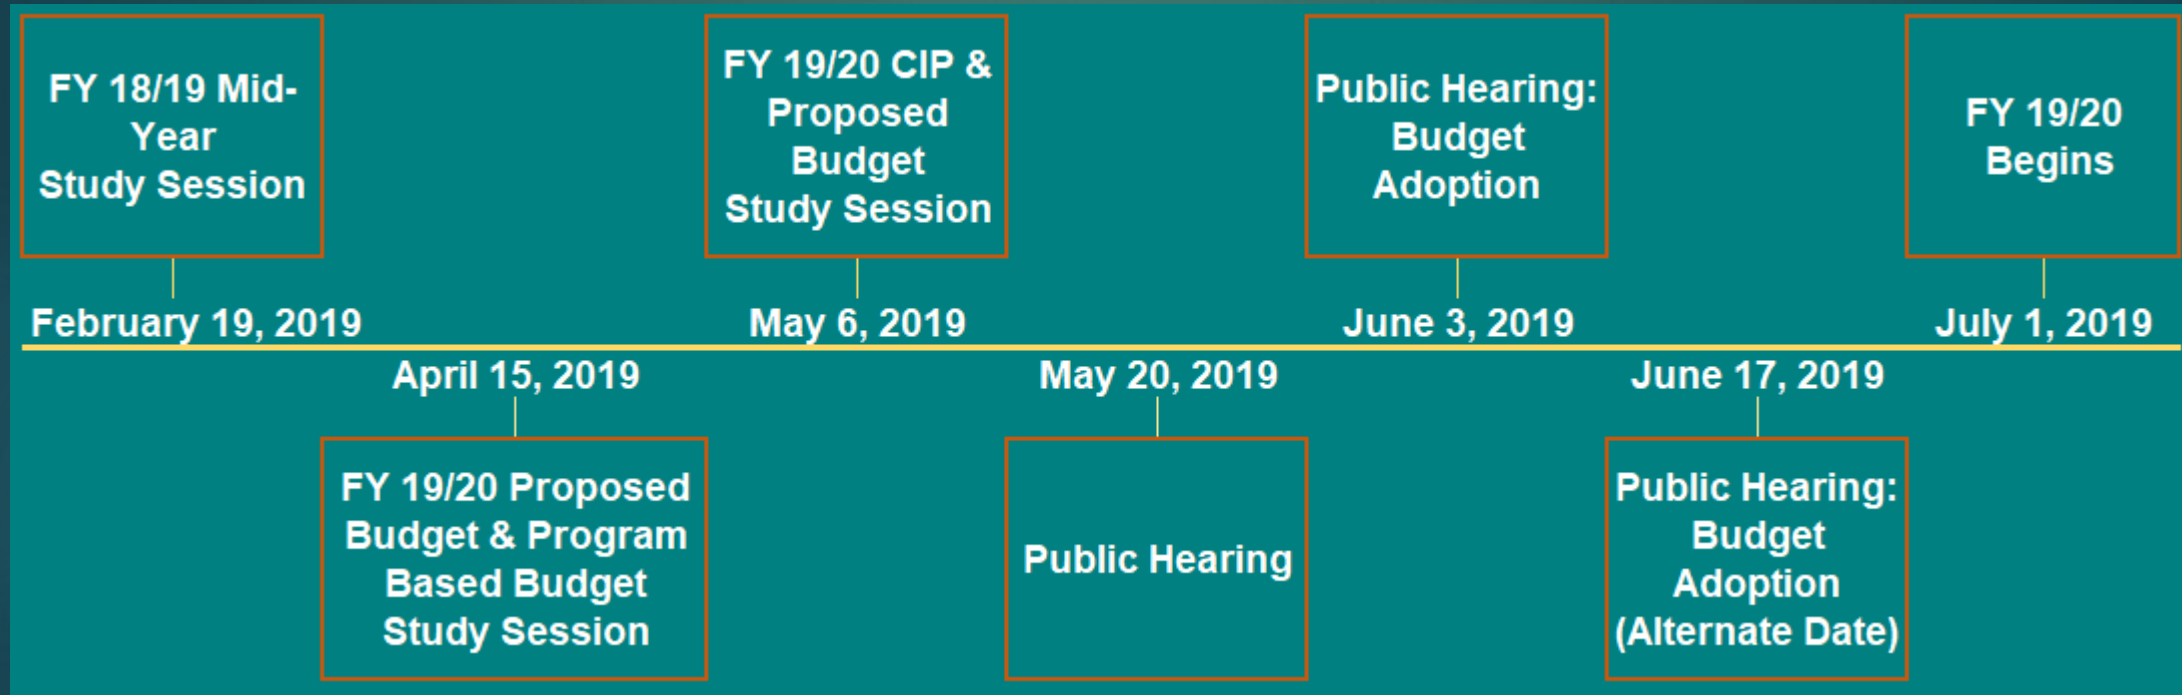 FY 18/19 Mid-
Year
Study Session
February 19, 2019
April 15, 2019
FY 19/20 Proposed
Budget & Program
Based Budget
Study Session
FY 19/20 CIP &
Proposed
Budget
Study Session
May 6, 2019
May 20, 2019
Public Hearing
Public Hearing:
Budget
Adoption
June 3, 2019
June 17, 2019
Public Hearing:
Budget
Adoption
(Alternate Date)
FY 19/20
Begins
July 1, 2019